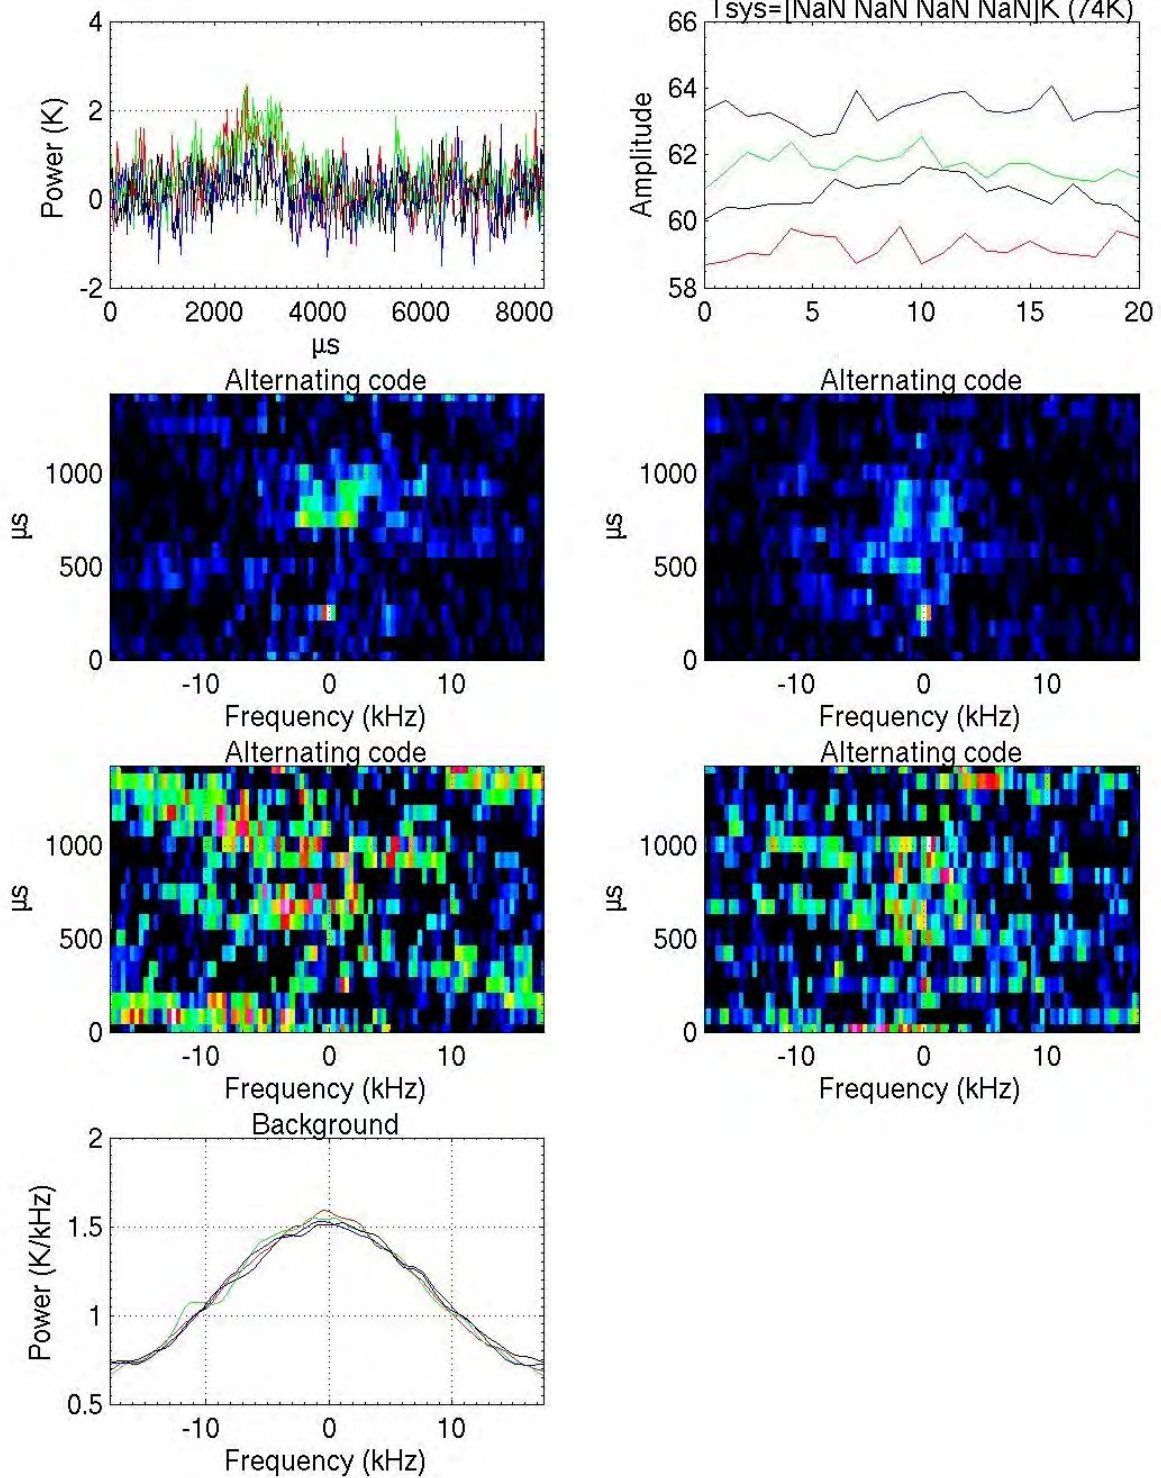 Tsys=[NaN NaN NaN NaN]K (74K)
4
2
0
-2
Power (K)
0 2000 4000 6000 8000
µs
66
64
62
60
58
Amplitude
0 5 10 15 20
Alternating code
1000
500
0
µs
-10 0 10
Frequency (kHz)
Alternating code
1000
500
0
µs
-10 0 10
Frequency (kHz)
Alternating code
1000
500
0
µs
-10 0 10
Frequency (kHz)
Alternating code
1000
500
0
µs
-10 0 10
Frequency (kHz)
Background
2
1.5
1
0.5
Power (K/kHz)
-10 0 10
Frequency (kHz)